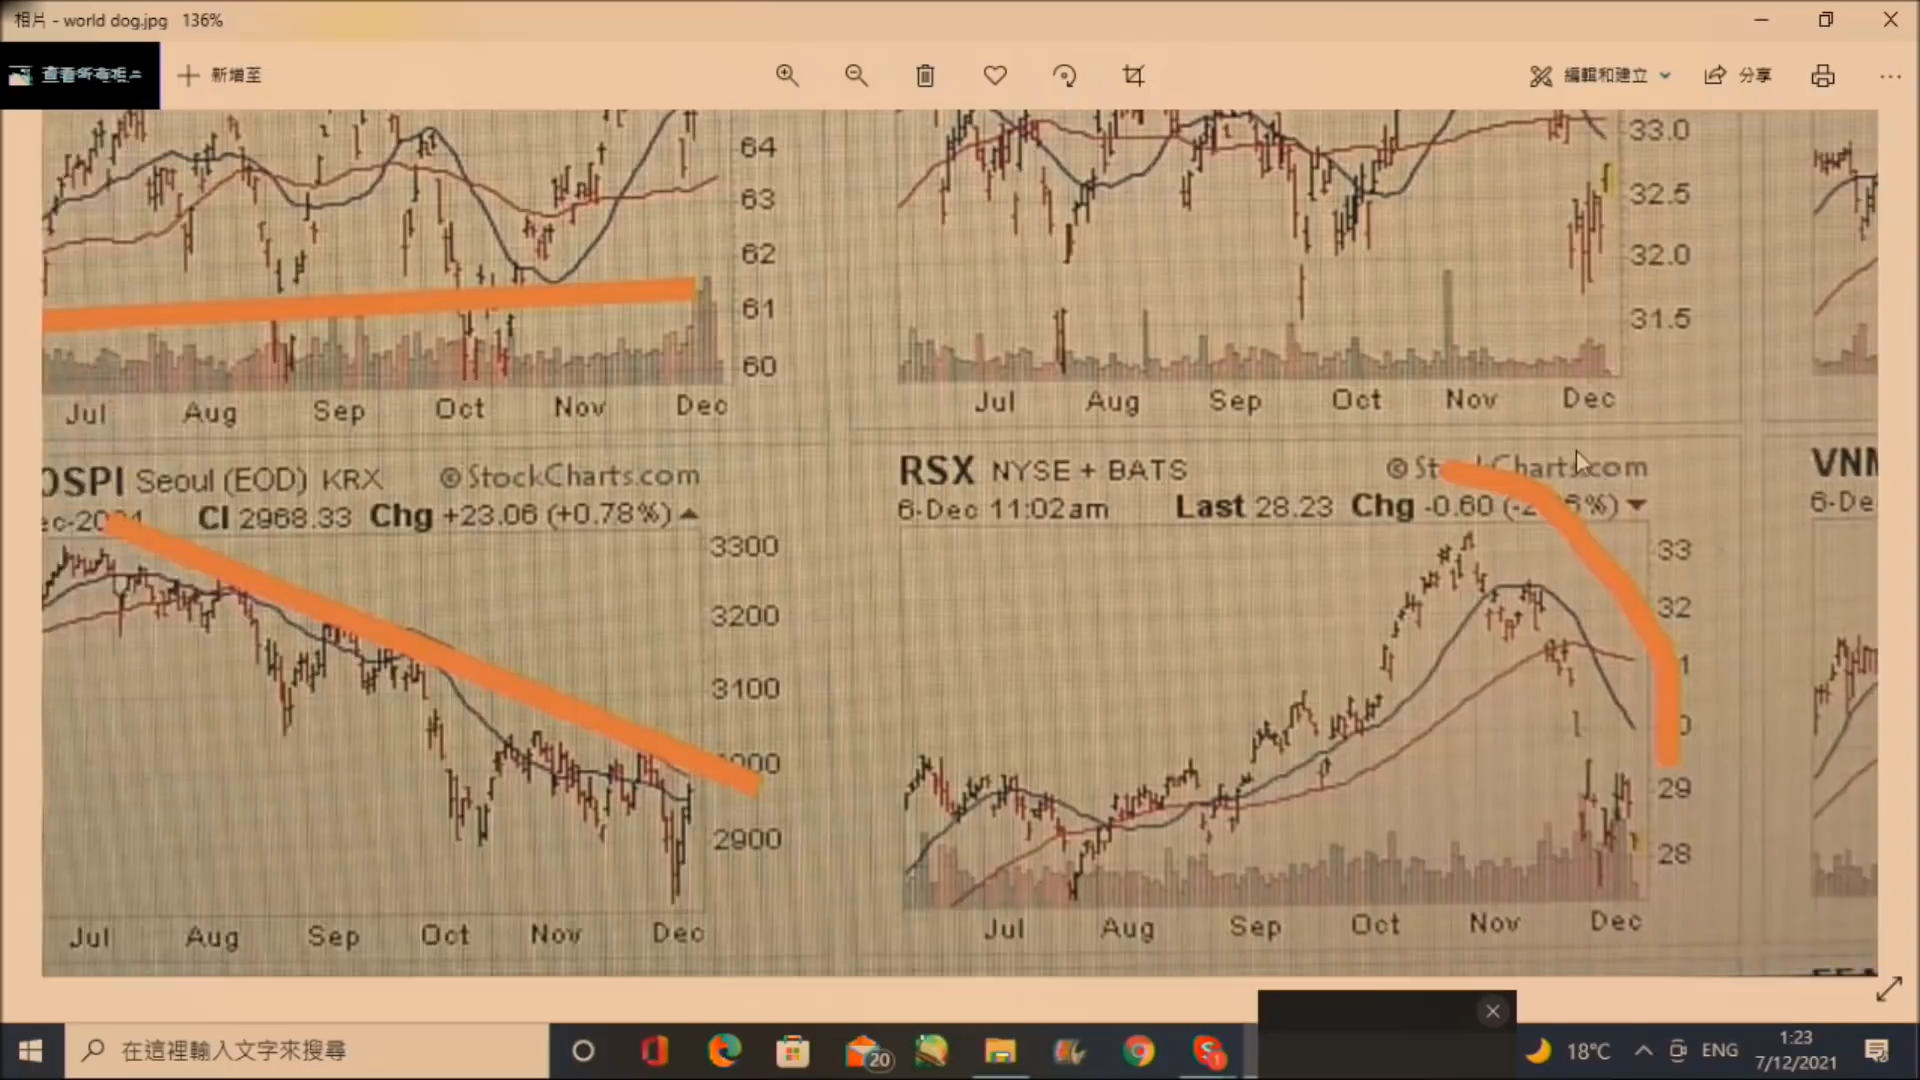 相片 - world dog.jpg 136%
新增至
編輯和建立
分享
64
63
62
61
60
Jul Aug Sep Oct Nov Dec
33.0
32.5
32.0
31.5
Jul Aug Sep Oct Nov Dec
OSPI Seoul (EOD) KRX © StockCharts.com
Cl 2968.33 Chg +23.06 (+0.78%)
3300
3200
3100
2900
Jul Aug Sep Oct Nov Dec
RSX NYSE + BATS
6-Dec 11:02am Last 28.23 Chg -0.60
33
32
29
28
Jul Aug Sep Oct Nov Dec
6-De
在這裡輸入文字來搜尋
20
1
18°C
ENG
1:23
7/12/2021